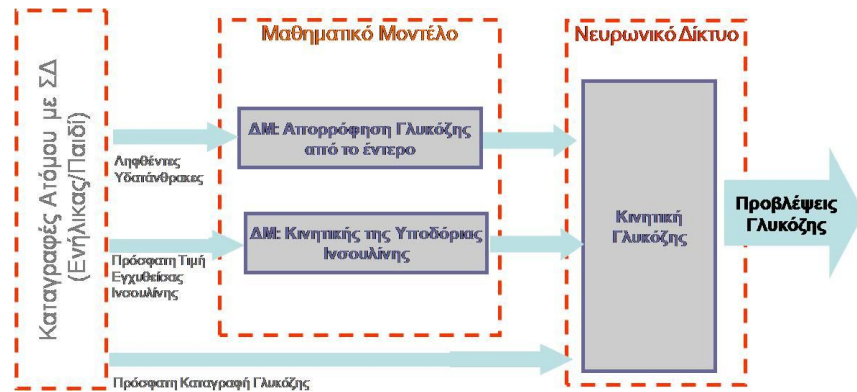 Καταγραφές Ατόμου με ΣΔ
(Ενήλικας/Παιδί)
Μαθηματικό Μοντέλο
Νευρωνικό Δίκτυο
ΔΜ: Απορρόφηση Γλυκόζης
από το έντερο
Ληφθέντες
Υδατάνθρακες
ΔΜ: Κινητικής της Υποδόριας
Ινσουλίνης
Πρόσφατη Τιμή
Εγχυθείσας
Ινσουλίνης
Κινητική
Γλυκόζης
Προβλέψεις
Γλυκόζης
Πρόσφατη Καταγραφή Γλυκόζης